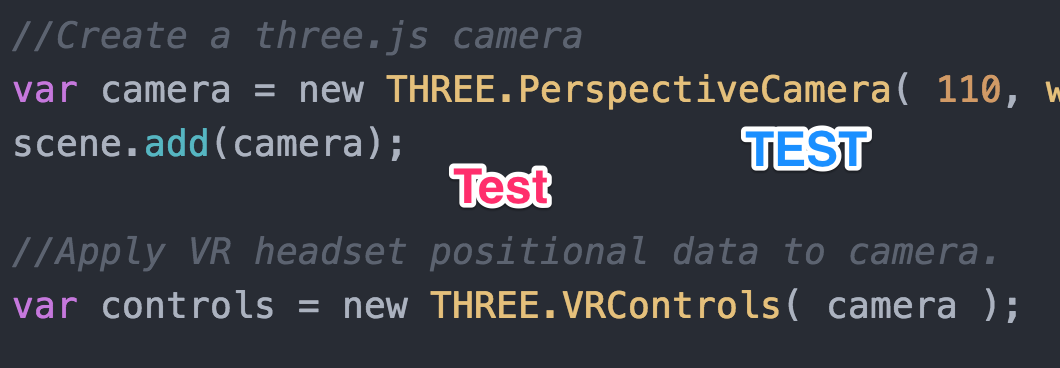 //Create a three.js camera
var camera = new THREE.PerspectiveCamera( 110,
scene.add(camera);
TEST
Test
//Apply VR headset positional data to camera.
var controls = new THREE.VRControls( camera );